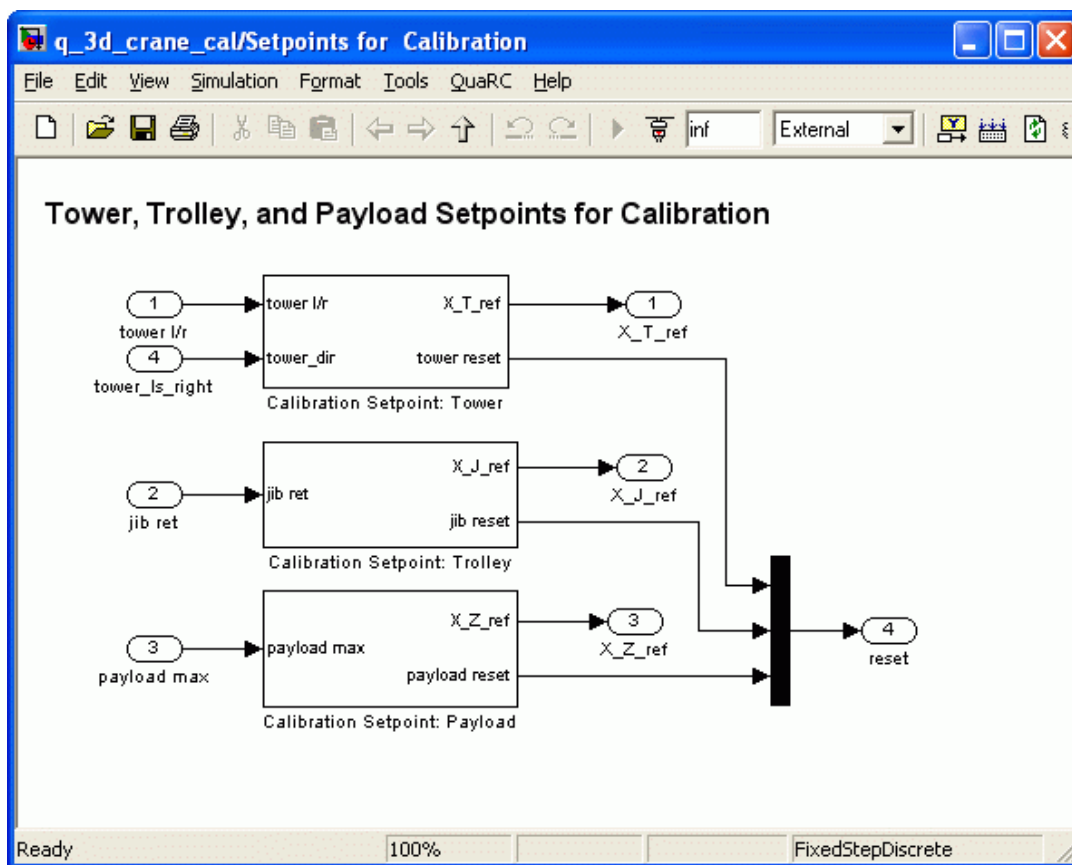 q_3d_crane_cal/Setpoints for  Calibration
File Edit View Simulation Format Tools QuaRC Help
inf External
Tower, Trolley, and Payload Setpoints for Calibration
1 tower l/r X_T_ref 1
tower l/r X_T_ref
4 tower_dir tower reset
tower_ls_right
Calibration Setpoint: Tower
X_J_ref 2
2 jib ret X_J_ref
jib ret jib reset
Calibration Setpoint: Trolley
X_Z_ref 3
4
3 payload max X_Z_ref
reset
payload max payload reset
Calibration Setpoint: Payload
Ready 100% FixedStepDiscrete